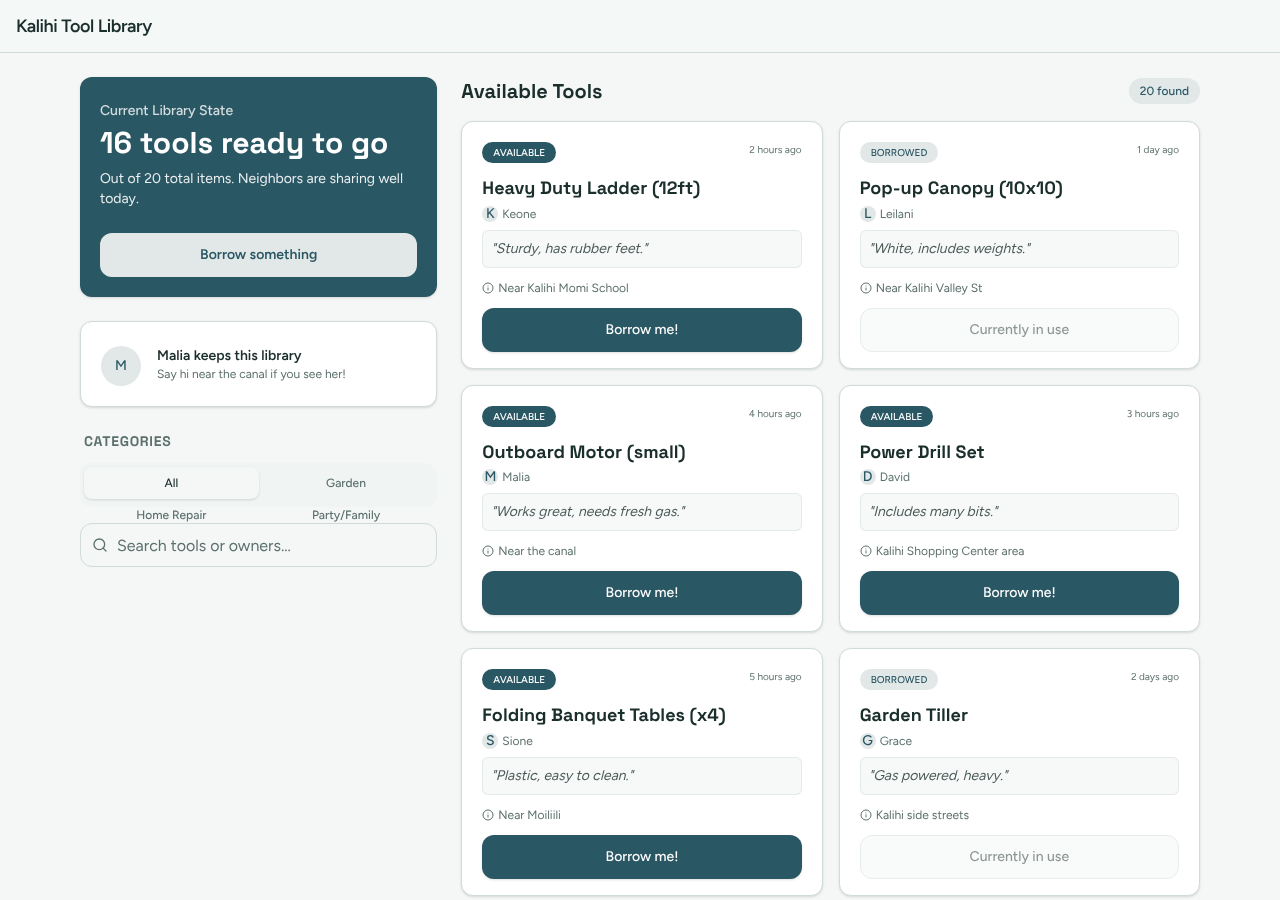 Kalihi Tool Library
Current Library State
16 tools ready to go
Out of 20 total items. Neighbors are sharing well
today.
Borrow something
M
Malia keeps this library
Say hi near the canal if you see her!
CATEGORIES
All
Garden
Home Repair
Party/Family
Search tools or owners...
Available Tools
20 found
AVAILABLE
2 hours ago
Heavy Duty Ladder (12ft)
K Keone
"Sturdy, has rubber feet."
Near Kalihi Momi School
Borrow me!
BORROWED
1 day ago
Pop-up Canopy (10x10)
L Leilani
"White, includes weights."
Near Kalihi Valley St
Currently in use
AVAILABLE
4 hours ago
Outboard Motor (small)
M Malia
"Works great, needs fresh gas."
Near the canal
Borrow me!
AVAILABLE
3 hours ago
Power Drill Set
D David
"Includes many bits."
Kalihi Shopping Center area
Borrow me!
AVAILABLE
5 hours ago
Folding Banquet Tables (x4)
S Sione
"Plastic, easy to clean."
Near Moiliili
Borrow me!
BORROWED
2 days ago
Garden Tiller
G Grace
"Gas powered, heavy."
Kalihi side streets
Currently in use